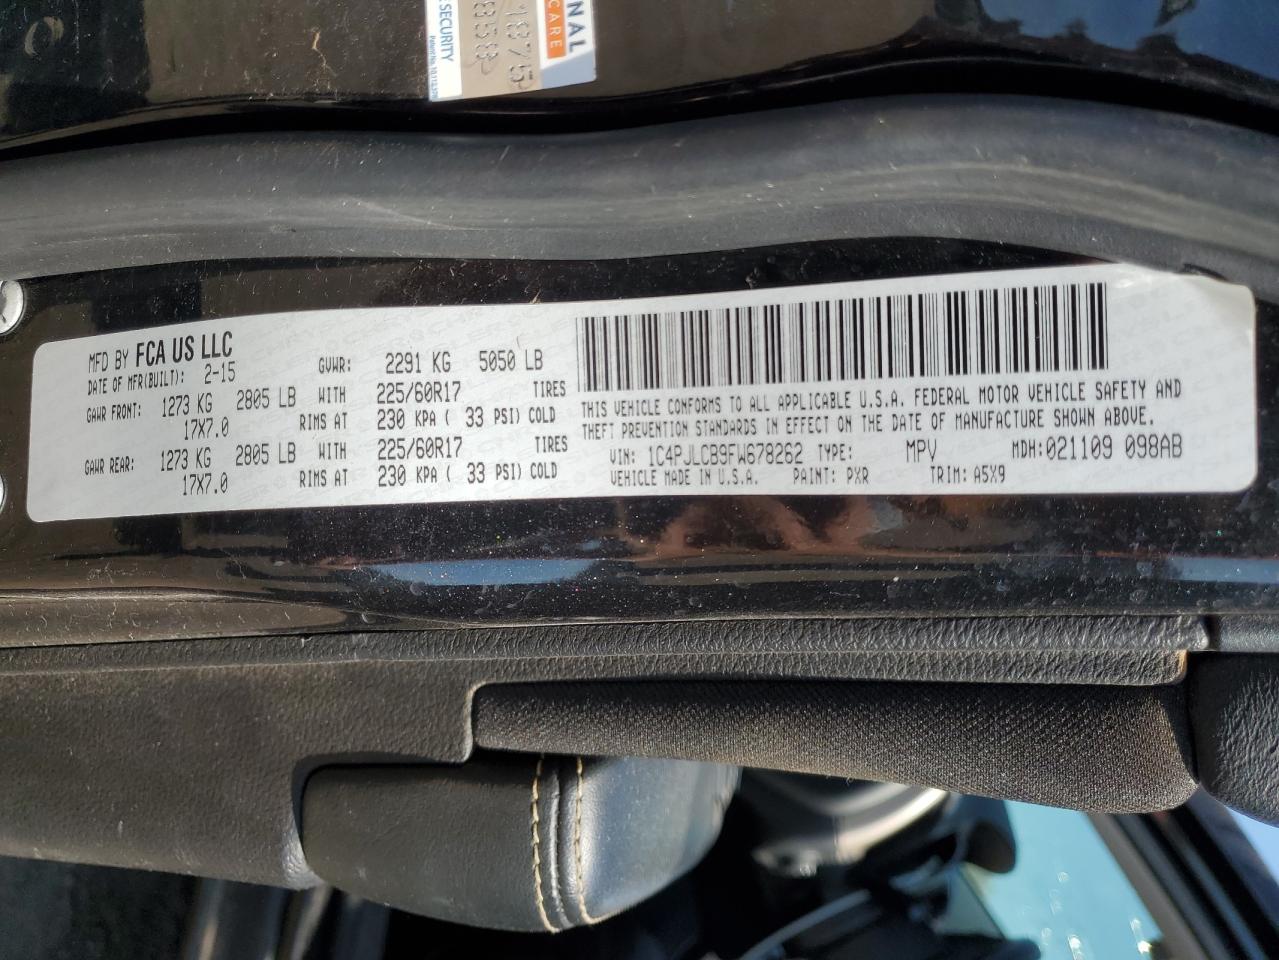 NAL
CARE
SECURITY
MFD BY FCA US LLC
DATE OF MFR(BUILT): 2-15
GVWR: 2291 KG 5050 LB
GAWR FRONT: 1273 KG 2805 LB WITH 225/60R17 TIRES
17X7.0 RIMS AT 230 KPA ( 33 PSI) COLD
GAWR REAR: 1273 KG 2805 LB WITH 225/60R17 TIRES
17X7.0 RIMS AT 230 KPA ( 33 PSI) COLD
THIS VEHICLE CONFORMS TO ALL APPLICABLE U.S.A. FEDERAL MOTOR VEHICLE SAFETY AND
THEFT PREVENTION STANDARDS IN EFFECT ON THE DATE OF MANUFACTURE SHOWN ABOVE.
VIN: 1C4PJLCB9FW678262 TYPE: MPV MDH:021109 098AB
VEHICLE MADE IN U.S.A. PAINT: PXR TRIM: A5X9